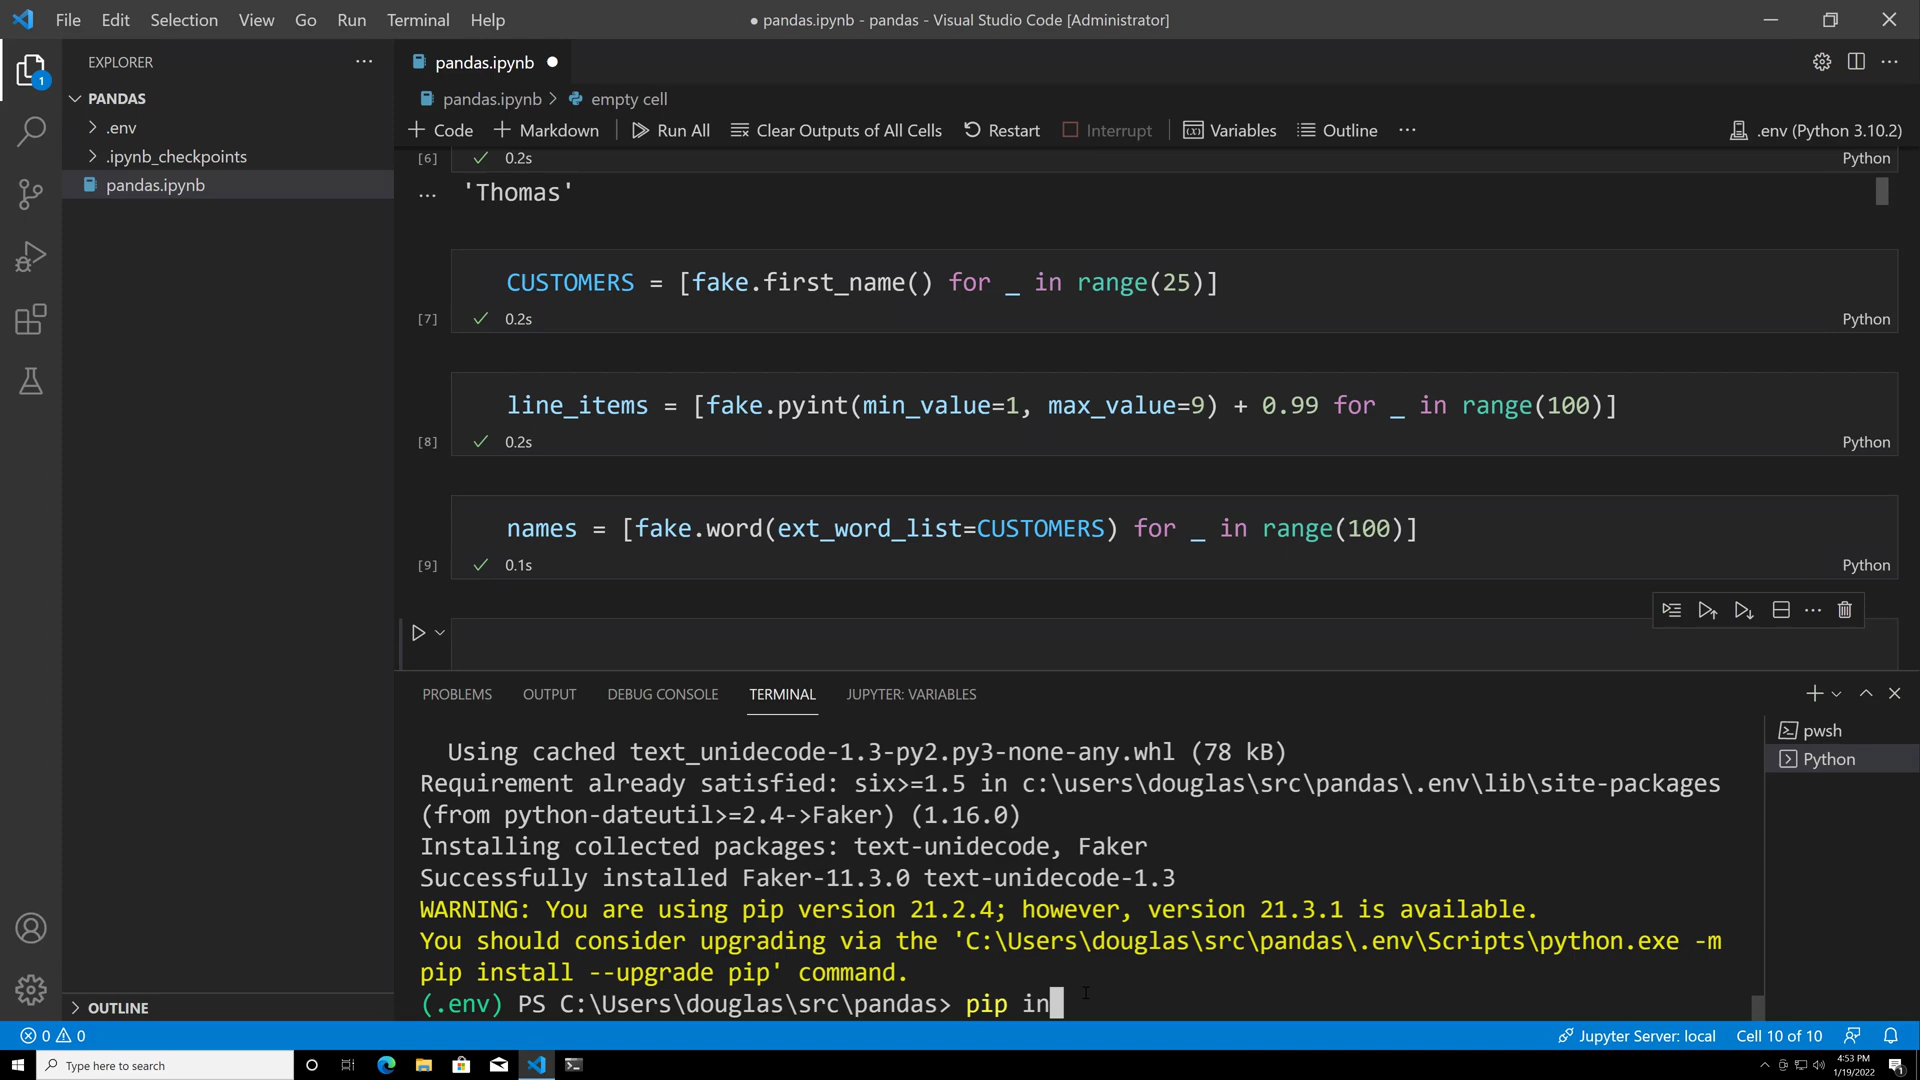 File Edit Selection View Go Run Terminal Help
● pandas.ipynb - pandas - Visual Studio Code [Administrator]
EXPLORER ···
pandas.ipynb ●
PANDAS
.env
.ipynb_checkpoints
pandas.ipynb
OUTLINE
1
pandas.ipynb > empty cell
+ Code + Markdown Run All Clear Outputs of All Cells Restart Interrupt Variables Outline ··· .env (Python 3.10.2)
[6] ✓ 0.2s Python
... 'Thomas'
CUSTOMERS = [fake.first_name() for _ in range(25)]
[7] ✓ 0.2s Python
line_items = [fake.pyint(min_value=1, max_value=9) + 0.99 for _ in range(100)]
[8] ✓ 0.2s Python
names = [fake.word(ext_word_list=CUSTOMERS) for _ in range(100)]
[9] ✓ 0.1s Python
PROBLEMS OUTPUT DEBUG CONSOLE TERMINAL JUPYTER: VARIABLES
pwsh
Python
Using cached text_unidecode-1.3-py2.py3-none-any.whl (78 kB)
Requirement already satisfied: six>=1.5 in c:\users\douglas\src\pandas\.env\lib\site-packages
(from python-dateutil>=2.4->Faker) (1.16.0)
Installing collected packages: text-unidecode, Faker
Successfully installed Faker-11.3.0 text-unidecode-1.3
WARNING: You are using pip version 21.2.4; however, version 21.3.1 is available.
You should consider upgrading via the 'C:\Users\douglas\src\pandas\.env\Scripts\python.exe -m
pip install --upgrade pip' command.
(.env) PS C:\Users\douglas\src\pandas> pip in
0 0 Jupyter Server: local Cell 10 of 10
Type here to search
4:53 PM
1/19/2022
1